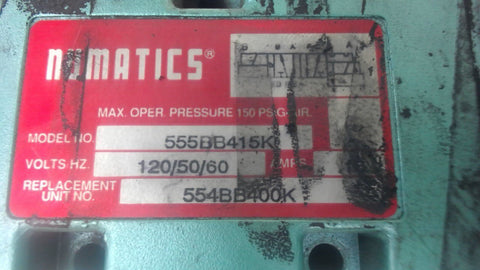 NUMATICS®
MAX. OPER. PRESSURE 150 PSIG-AIR.
MODEL NO. 555BB415K
VOLTS-HZ. 120/50/60 AMPS
REPLACEMENT
UNIT NO. 554BB400K